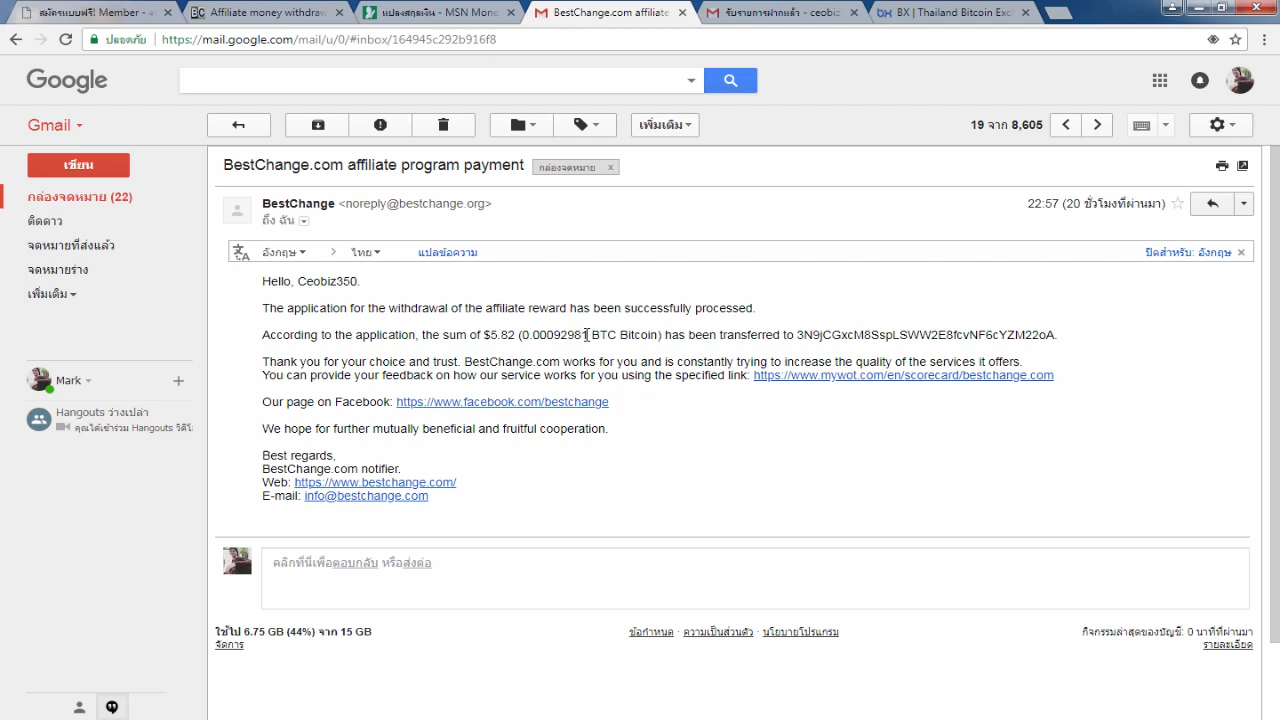 สมัครแบบฟรี! Member - 
Affiliate money withdraw
แปลงสกุลเงิน - MSN Mone
BestChange.com affiliate
รับรายการฝากแล้ว - ceobiz
BX | Thailand Bitcoin Exc
ปลอดภัย
https://mail.google.com/mail/u/0/#inbox/164945c292b916f8
Google
Gmail
เพิ่มเติม
19 จาก 8,605
เขียน
กล่องจดหมาย (22)
ติดดาว
จดหมายที่ส่งแล้ว
จดหมายร่าง
เพิ่มเติม
Mark
Hangouts ว่างเปล่า
คุณได้เข้าร่วม Hangouts วิดีโ
BestChange.com affiliate program payment
กล่องจดหมาย x
BestChange <noreply@bestchange.org>
22:57 (20 ชั่วโมงที่ผ่านมา)
ถึง ฉัน
อังกฤษ
ไทย
แปลข้อความ
ปิดสำหรับ: อังกฤษ x
Hello, Ceobiz350.
The application for the withdrawal of the affiliate reward has been successfully processed.
According to the application, the sum of $5.82 (0.00092981 BTC Bitcoin) has been transferred to 3N9jCGxcM8SspLSWW2E8fcvNF6cYZM22oA.
Thank you for your choice and trust. BestChange.com works for you and is constantly trying to increase the quality of the services it offers.
You can provide your feedback on how our service works for you using the specified link: https://www.mywot.com/en/scorecard/bestchange.com
Our page on Facebook: https://www.facebook.com/bestchange
We hope for further mutually beneficial and fruitful cooperation.
Best regards,
BestChange.com notifier.
Web: https://www.bestchange.com/
E-mail: info@bestchange.com
คลิกที่นี่เพื่อตอบกลับ หรือส่งต่อ
ใช้ไป 6.75 GB (44%) จาก 15 GB
จัดการ
ข้อกำหนด · ความเป็นส่วนตัว · นโยบายโปรแกรม
กิจกรรมล่าสุดของบัญชี: 0 นาทีที่ผ่านมา
รายละเอียด